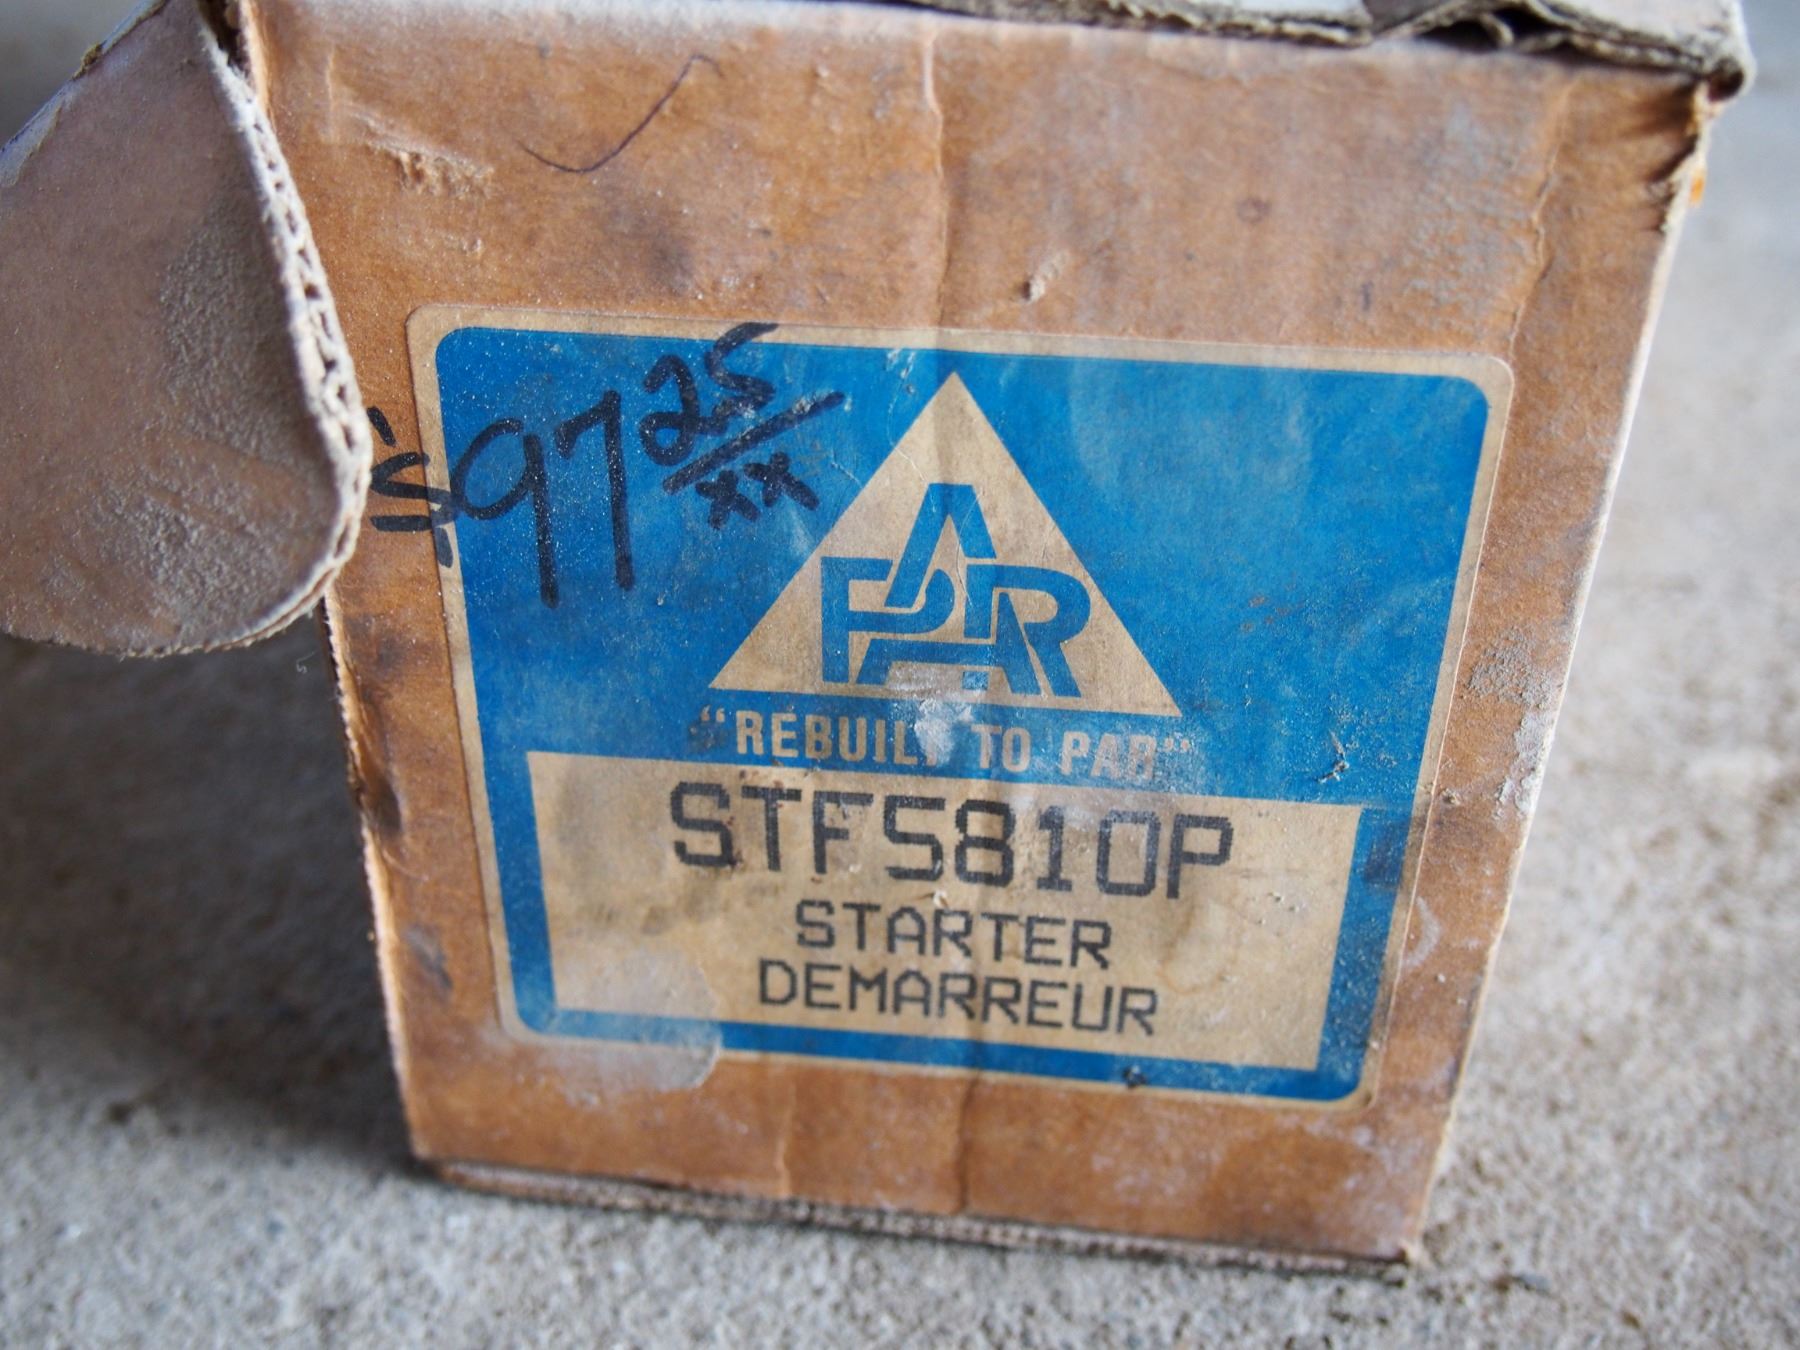 $97 25/xx
PAR
"REBUILT TO PAR"
STF5810P
STARTER
DEMARREUR